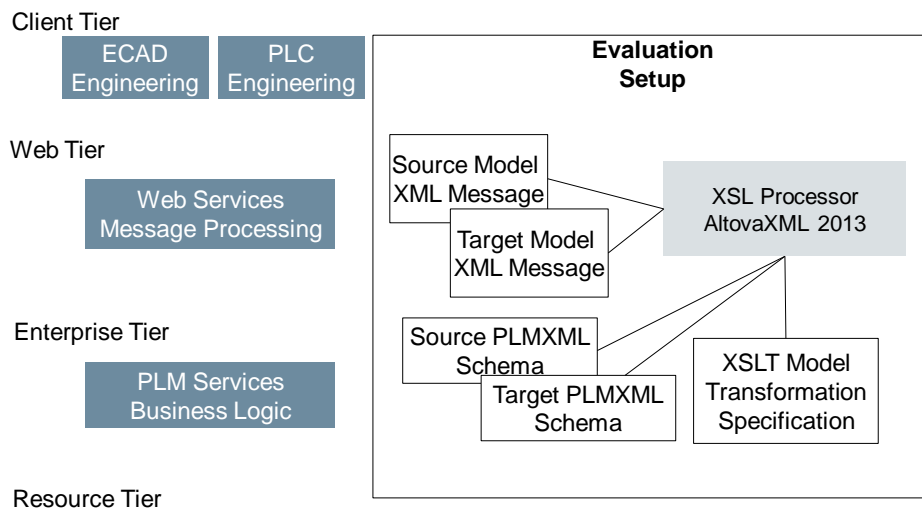 Client Tier
ECAD
Engineering
PLC
Engineering
Evaluation
Setup
Web Tier
Web Services
Message Processing
Source Model
XML Message
Target Model
XML Message
XSL Processor
AltovaXML 2013
Enterprise Tier
PLM Services
Business Logic
Source PLMXML
Schema
Target PLMXML
Schema
XSLT Model
Transformation
Specification
Resource Tier